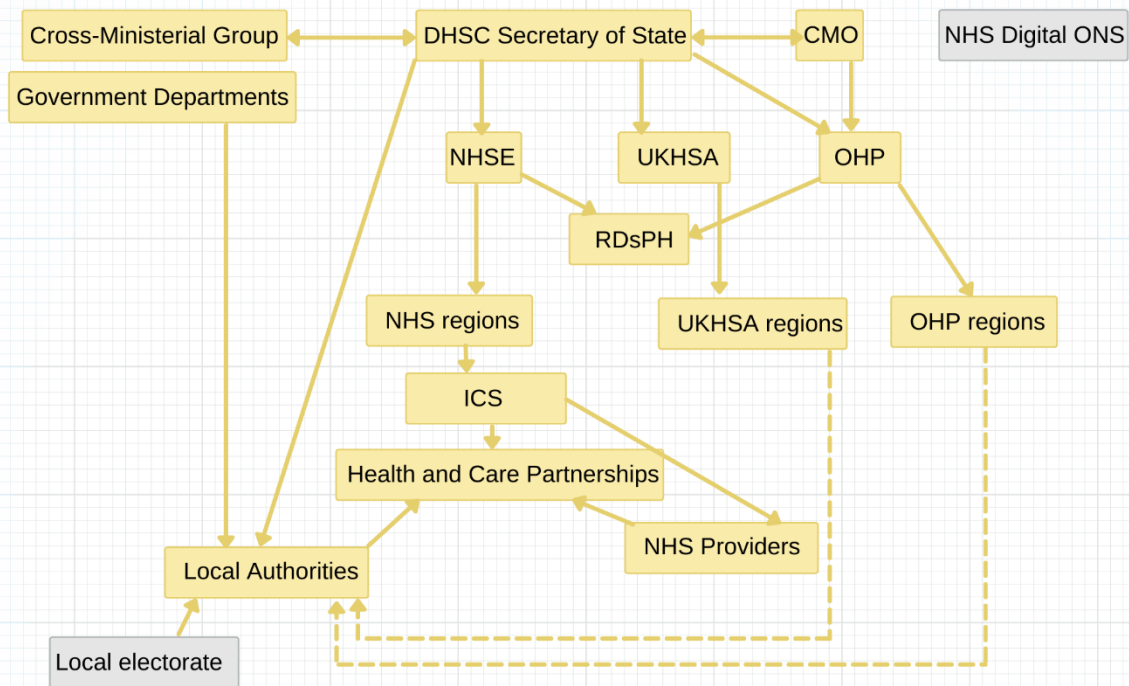 Cross-Ministerial Group
DHSC Secretary of State
CMO
NHS Digital ONS
Government Departments
NHSE
UKHSA
OHP
RDsPH
NHS regions
UKHSA regions
OHP regions
ICS
Health and Care Partnerships
NHS Providers
Local Authorities
Local electorate